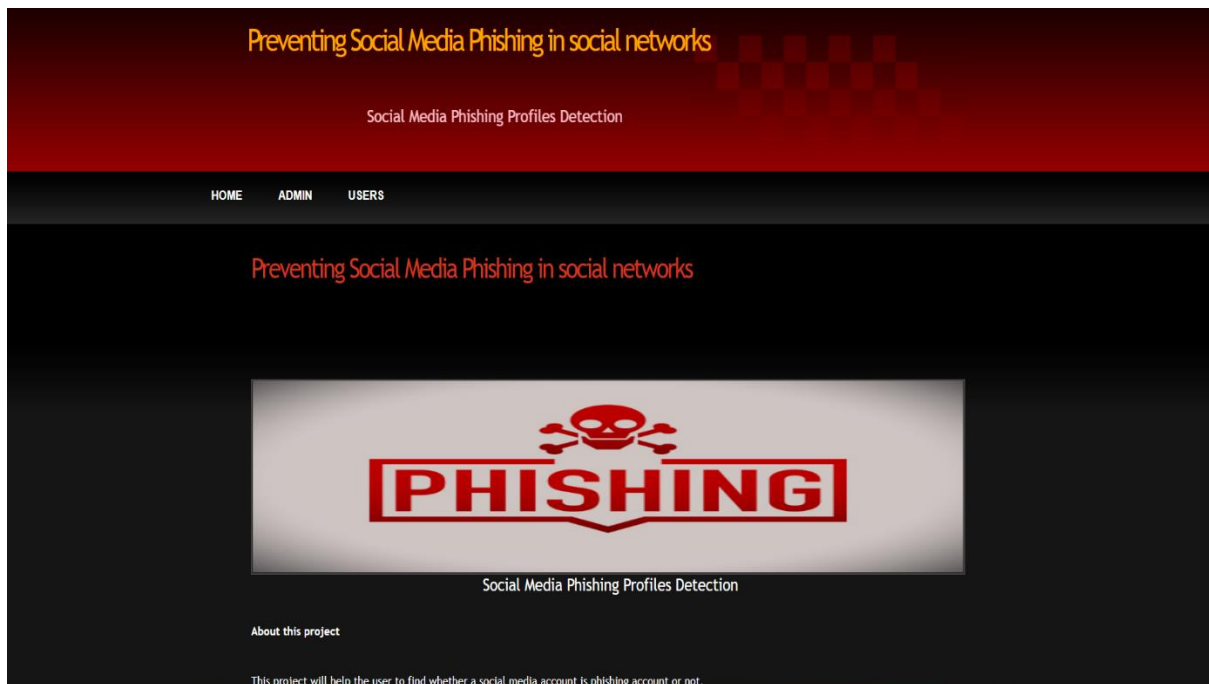 Preventing Social Media Phishing in social networks
Social Media Phishing Profiles Detection
HOME ADMIN USERS
Preventing Social Media Phishing in social networks
PHISHING
Social Media Phishing Profiles Detection
About this project
This project will help the user to find whether a social media account is phishing account or not.